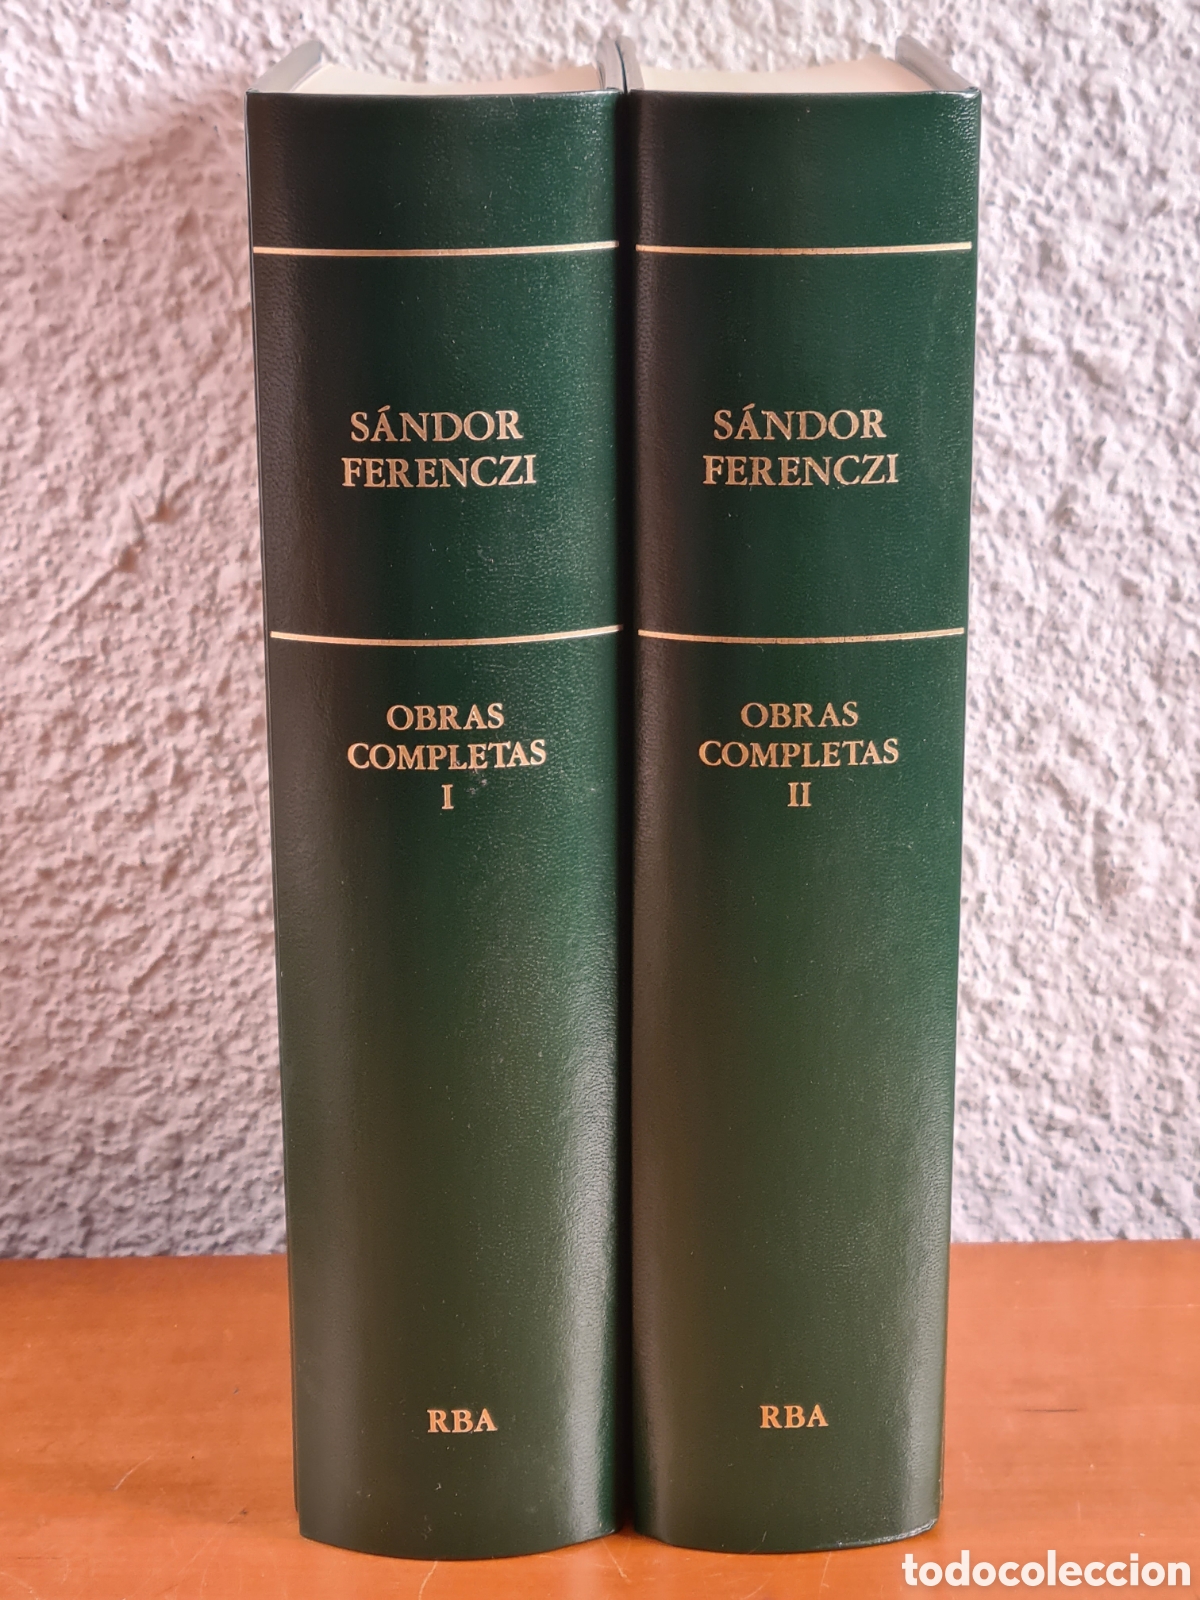 SÁNDOR
FERENCZI
OBRAS
COMPLETAS
I
RBA
SÁNDOR
FERENCZI
OBRAS
COMPLETAS
II
RBA
todocoleccion